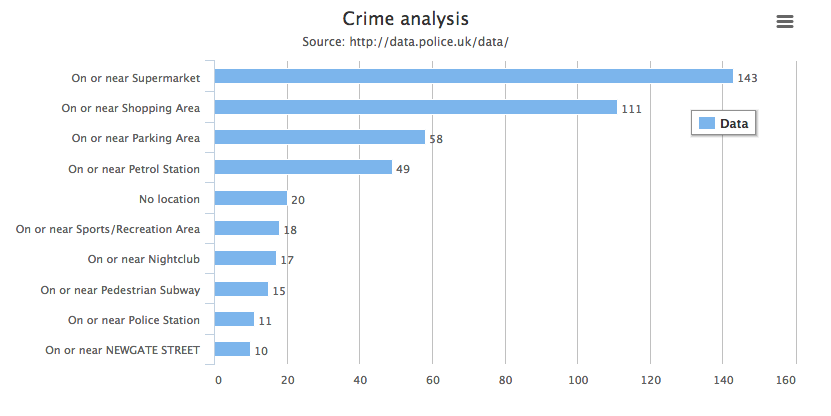 Crime analysis
Source: http://data.police.uk/data/
On or near Supermarket 143
On or near Shopping Area 111
Data
On or near Parking Area 58
On or near Petrol Station 49
No location 20
On or near Sports/Recreation Area 18
On or near Nightclub 17
On or near Pedestrian Subway 15
On or near Police Station 11
On or near NEWGATE STREET 10
0 20 40 60 80 100 120 140 160